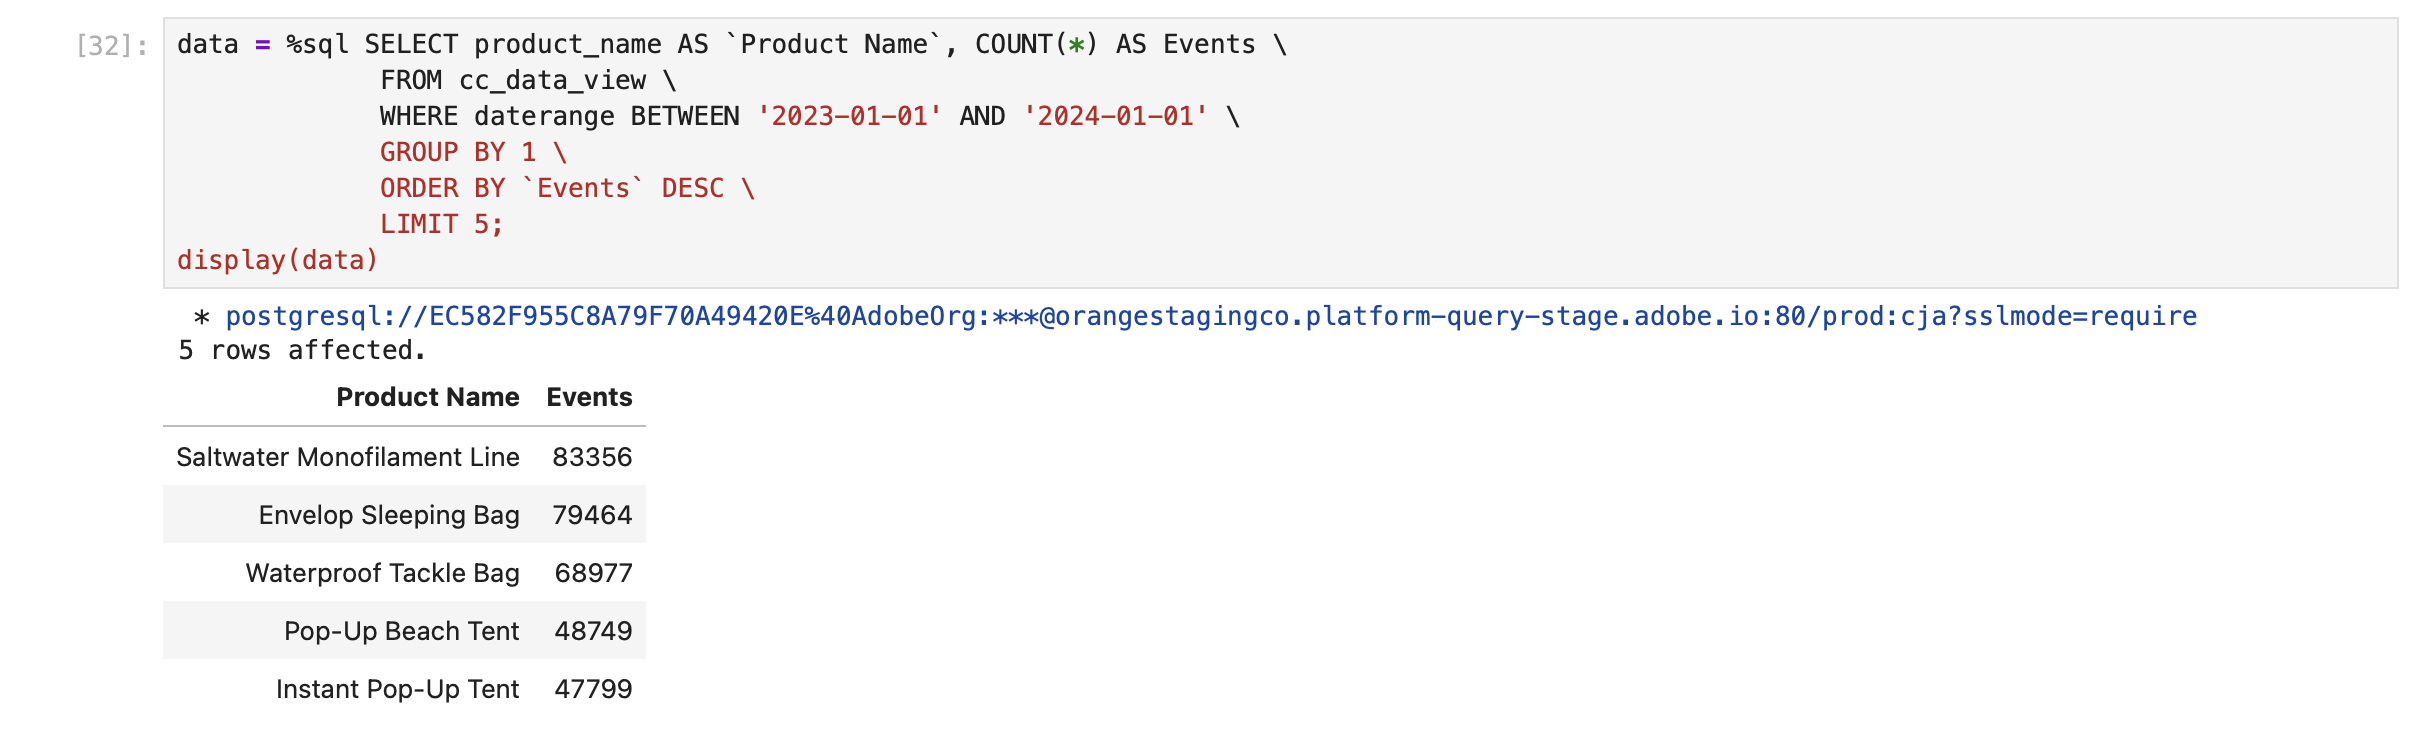 [32]: data = %sql SELECT product_name AS `Product Name`, COUNT(*) AS Events \
FROM cc_data_view \
WHERE daterange BETWEEN '2023-01-01' AND '2024-01-01' \
GROUP BY 1 \
ORDER BY `Events` DESC \
LIMIT 5;
display(data)
* postgresql://EC582F955C8A79F70A49420E%40AdobeOrg:***@orangestagingco.platform-query-stage.adobe.io:80/prod:cja?sslmode=require
5 rows affected.
Product Name Events
Saltwater Monofilament Line 83356
Envelop Sleeping Bag 79464
Waterproof Tackle Bag 68977
Pop-Up Beach Tent 48749
Instant Pop-Up Tent 47799